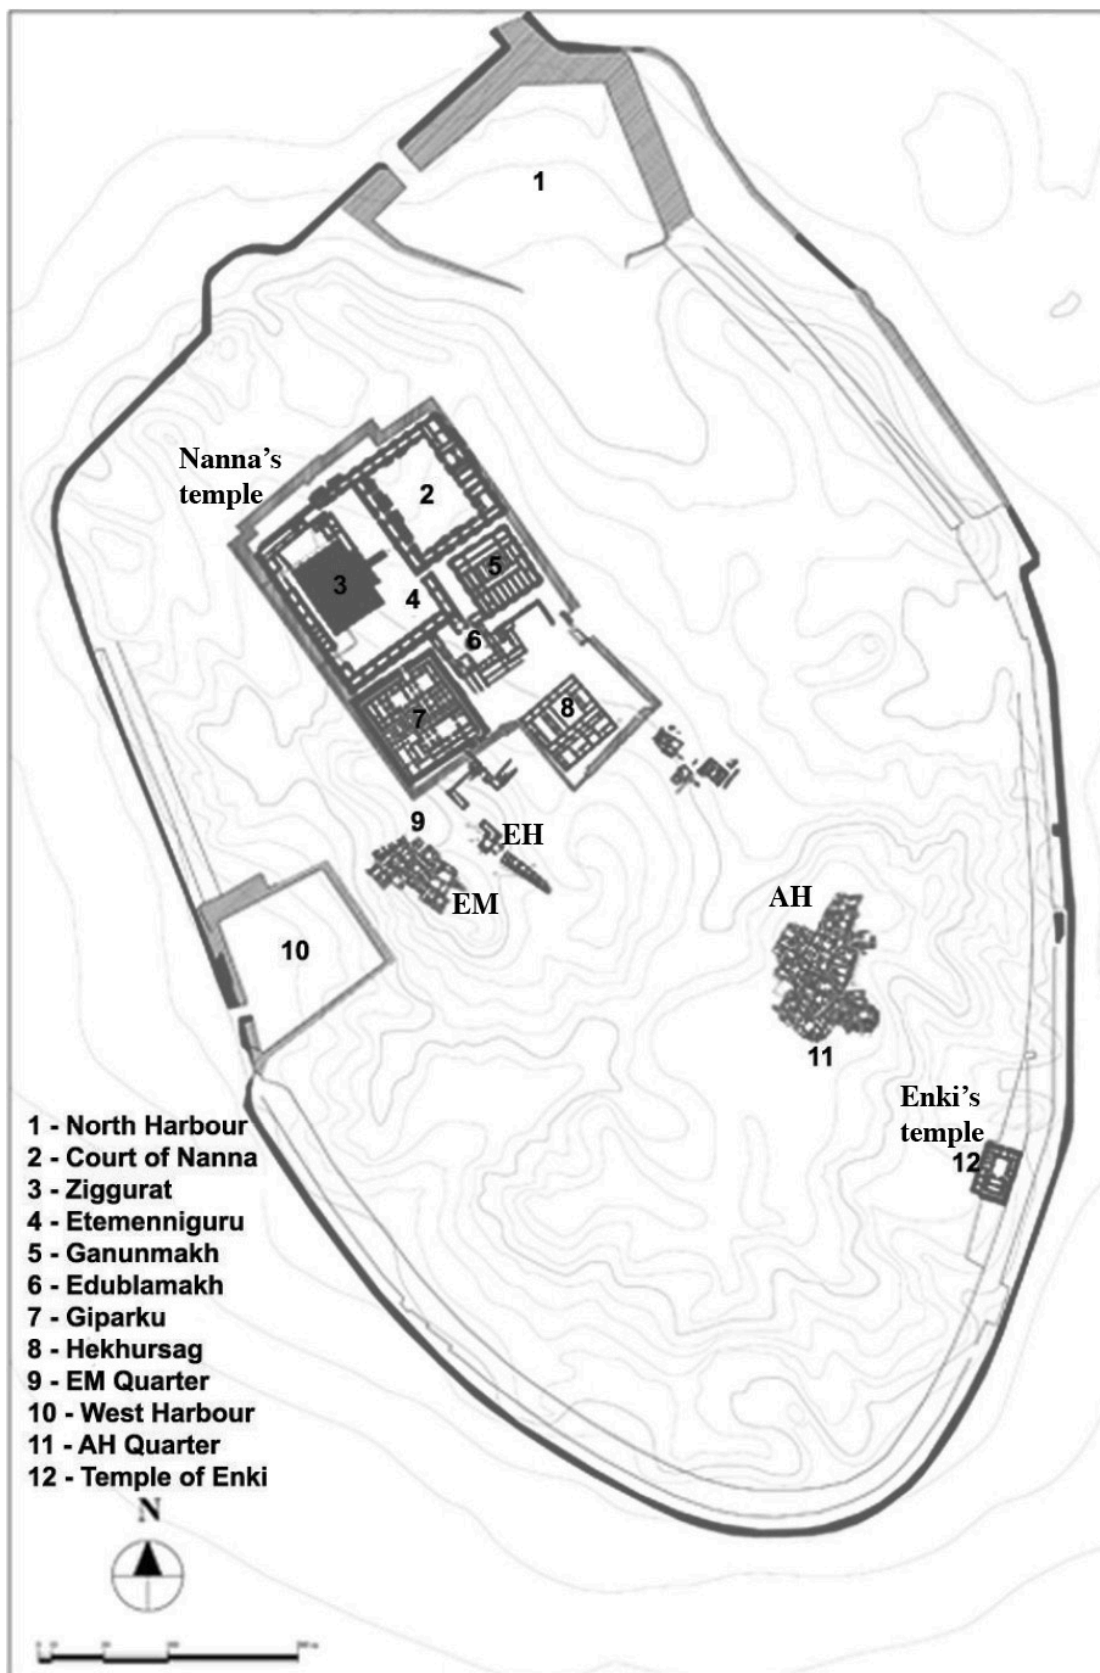 1
Nanna's
temple
2
5
3
4
6
8
7
9
EH
EM
AH
10
11
Enki's
temple
12
1 - North Harbour
2 - Court of Nanna
3 - Ziggurat
4 - Etemenniguru
5 - Ganunmakh
6 - Edublamakh
7 - Giparku
8 - Hekhursag
9 - EM Quarter
10 - West Harbour
11 - AH Quarter
12 - Temple of Enki
N